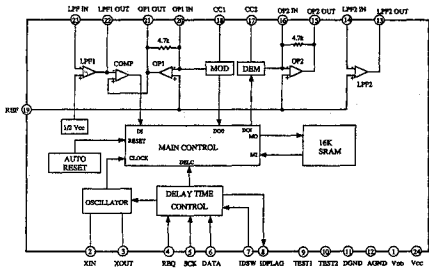 LPF1 IN LPF1 OUT OP1 OUT OP1 IN CC1 CC2 OP2 IN OP2 OUT LPF2 IN LPF2 OUT
23 22 21 20 18 17 16 15 14 13
4.7k 4.7k
LPF1 COMP OP1 MOD DEM OP2 LPF2
REF 19
1/2 Vcc
DI DO0 DO1
MO
RESET
MAIN CONTROL
16K SRAM
CLOCK
MI
DELC
AUTO RESET
OSCILLATOR
DELAY TIME CONTROL
2 3 4 5 6 7 8 9 10 11 12 1 24
XIN XOUT REQ SCK DATA IDSW IDFLAG TEST1 TEST2 DGND AGND VDD Vcc